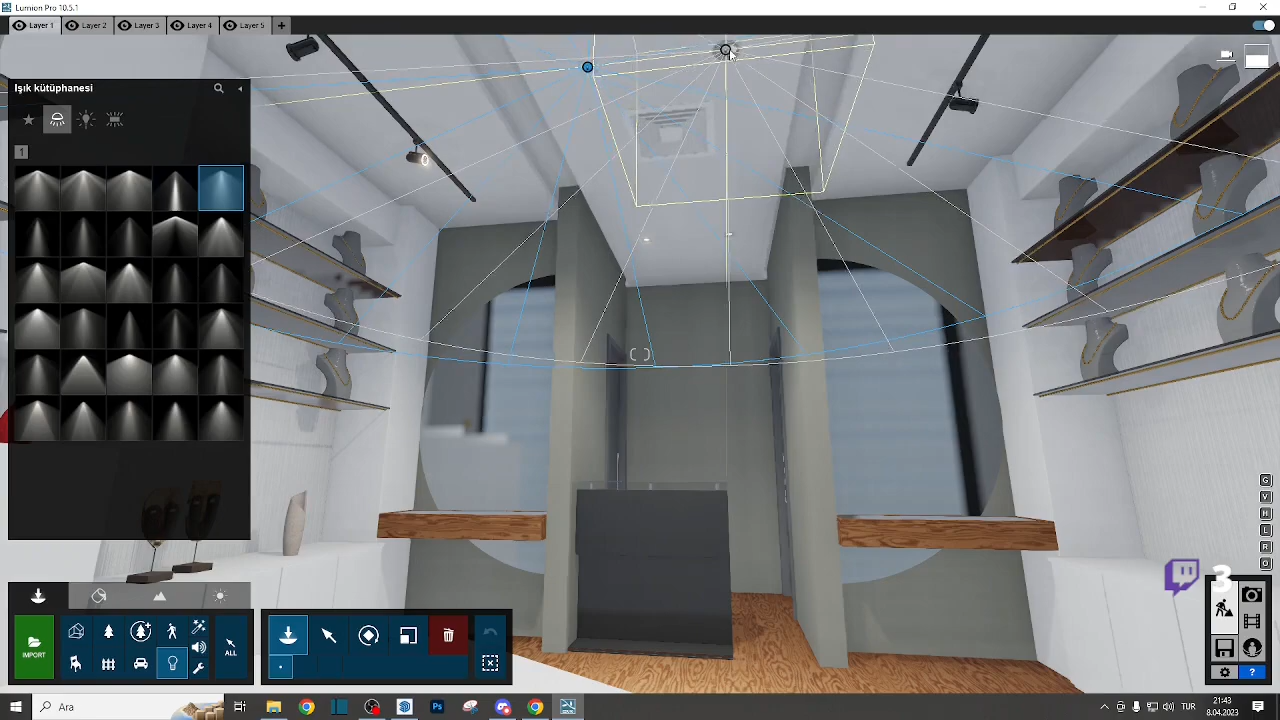 Lumion Pro 10.5.1
Layer 1
Layer 2
Layer 3
Layer 4
Layer 5
+
Işık kütüphanesi
1
G
V
H
L
R
O
3
IMPORT
ALL
?
Ara
Ps
TUR
21:43
8.04.2023